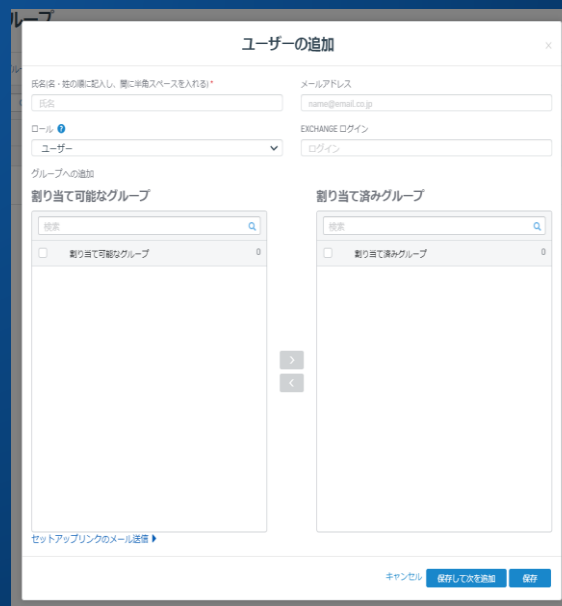 ループ
ユーザーの追加
×
氏名(名・姓の順に記入し、間に半角スペースを入れる)*
氏名
メールアドレス
name@email.co.jp
ロール ?
ユーザー
EXCHANGE ログイン
ログイン
グループへの追加
割り当て可能なグループ
検索
割り当て可能なグループ 0
割り当て済みグループ
検索
割り当て済みグループ 0
>
<
セットアップリンクのメール送信
キャンセル 保存して次を追加 保存